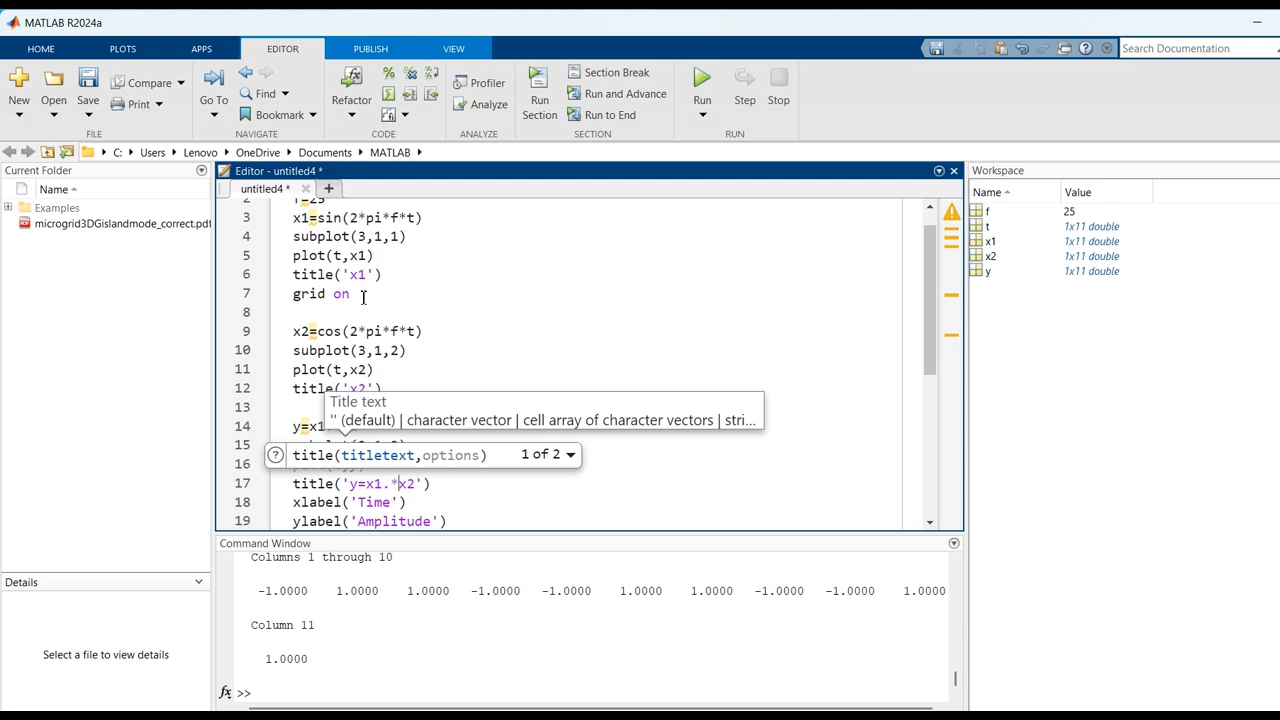 MATLAB R2024a
HOME PLOTS APPS EDITOR PUBLISH VIEW Search Documentation
New Open Save Compare Print Go To Find Bookmark Refactor Profiler Analyze Run Section Section Break Run and Advance Run to End Run Step Stop
FILE NAVIGATE CODE ANALYZE SECTION RUN
C: Users Lenovo OneDrive Documents MATLAB
Current Folder
Name
Examples
microgrid3DGislandmode_correct.pdf
Details
Select a file to view details
Editor - untitled4 *
untitled4 *
2 f=25
3 x1=sin(2*pi*f*t)
4 subplot(3,1,1)
5 plot(t,x1)
6 title('x1')
7 grid on
8
9 x2=cos(2*pi*f*t)
10 subplot(3,1,2)
11 plot(t,x2)
12 title('x2')
13
Title text
'' (default) | character vector | cell array of character vectors | stri...
14 y=x1
15
title(titletext,options) 1 of 2
16
17 title('y=x1.*x2')
18 xlabel('Time')
19 ylabel('Amplitude')
Command Window
Columns 1 through 10
-1.0000 1.0000 1.0000 -1.0000 -1.0000 1.0000 1.0000 -1.0000 -1.0000 1.0000
Column 11
1.0000
fx >>
Workspace
Name Value
f 25
t 1x11 double
x1 1x11 double
x2 1x11 double
y 1x11 double